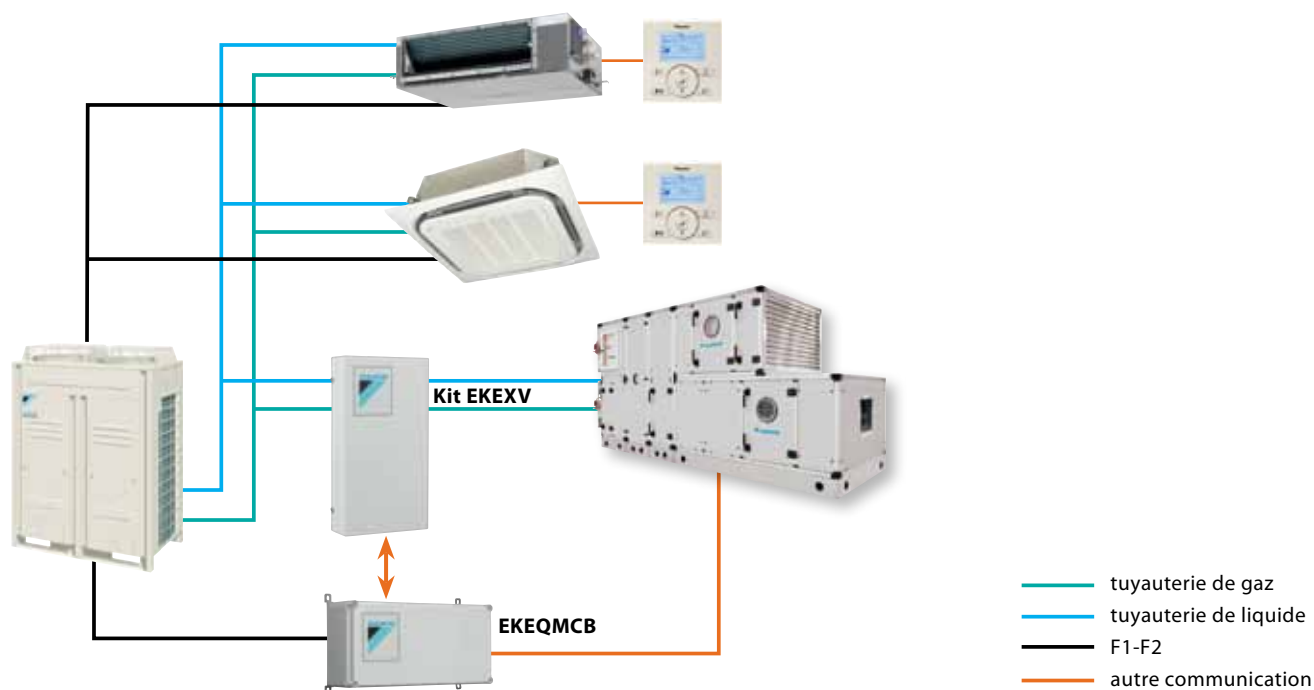 Kit EKEXV
EKEQMCB
tuyauterie de gaz
tuyauterie de liquide
F1-F2
autre communication